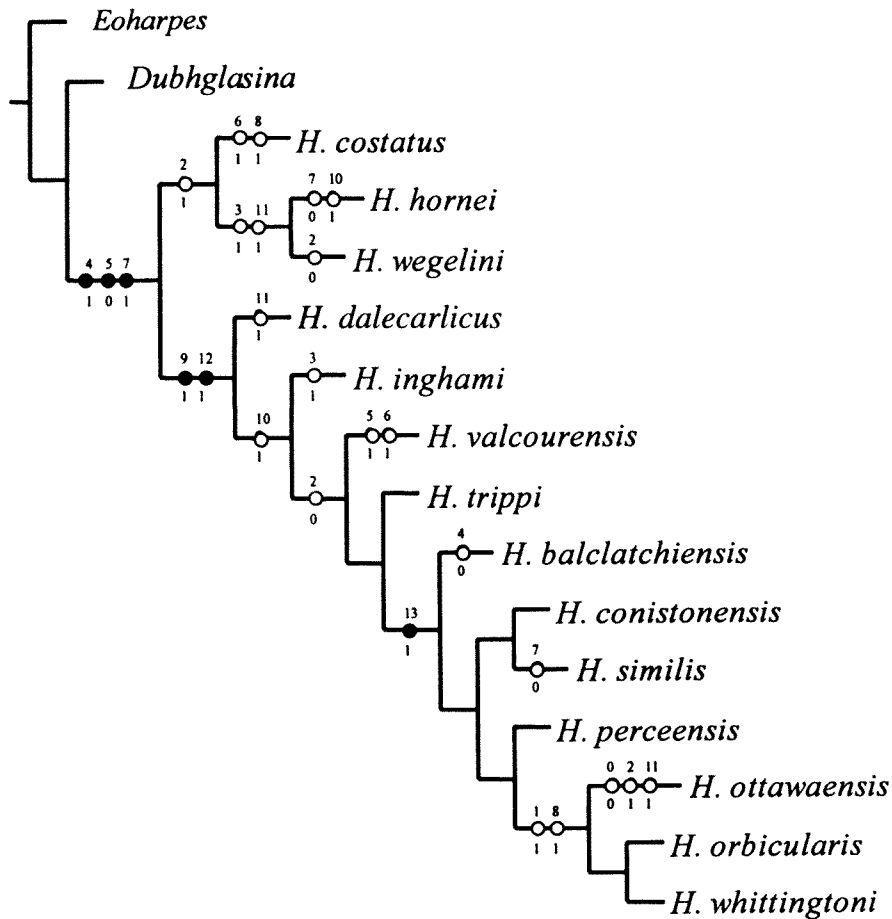 Eoharpes
Dubhglasina
6 8
H. costatus
1 1
2
1
7 10
H. hornei
0 1
3 11
1 1
2
H. wegelini
0
4 5 7
1 0 1
11
H. dalecarlicus
1
9 12
1 1
3
H. inghami
1
10
1
5 6
H. valcourensis
1 1
2
0
H. trippi
4
H. balclatchiensis
0
13
1
H. conistonensis
7
H. similis
0
H. perceensis
0 2 11
H. ottawaensis
0 1 1
1 8
1 1
H. orbicularis
H. whittingtoni